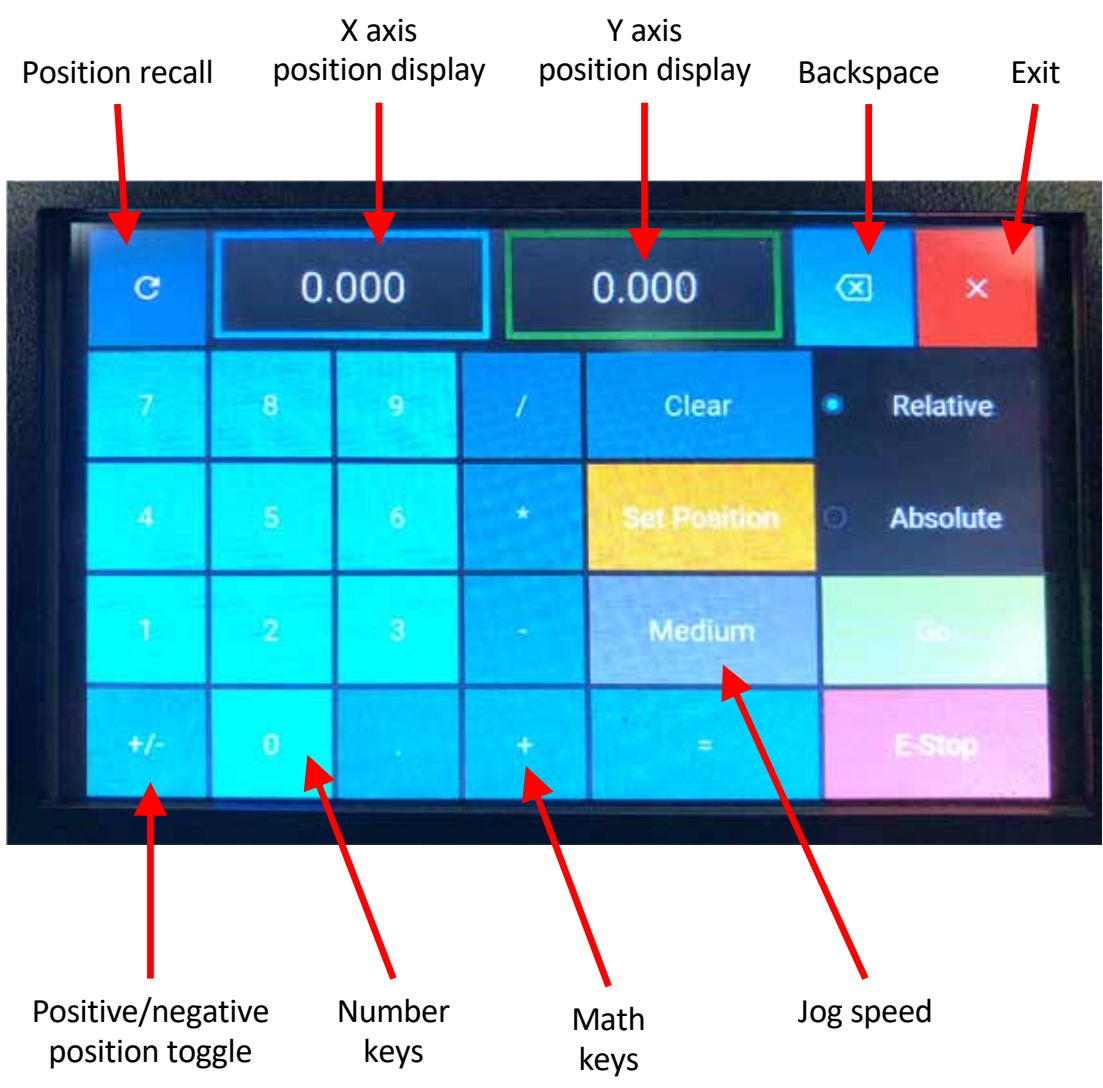 X axis
position display
Y axis
position display
Position recall
Backspace
Exit
0.000
0.000
7
8
9
/
Clear
Relative
4
5
6
*
Set Position
Absolute
1
2
3
-
Medium
Go
+/-
0
.
+
=
E-Stop
Positive/negative
position toggle
Number
keys
Math
keys
Jog speed